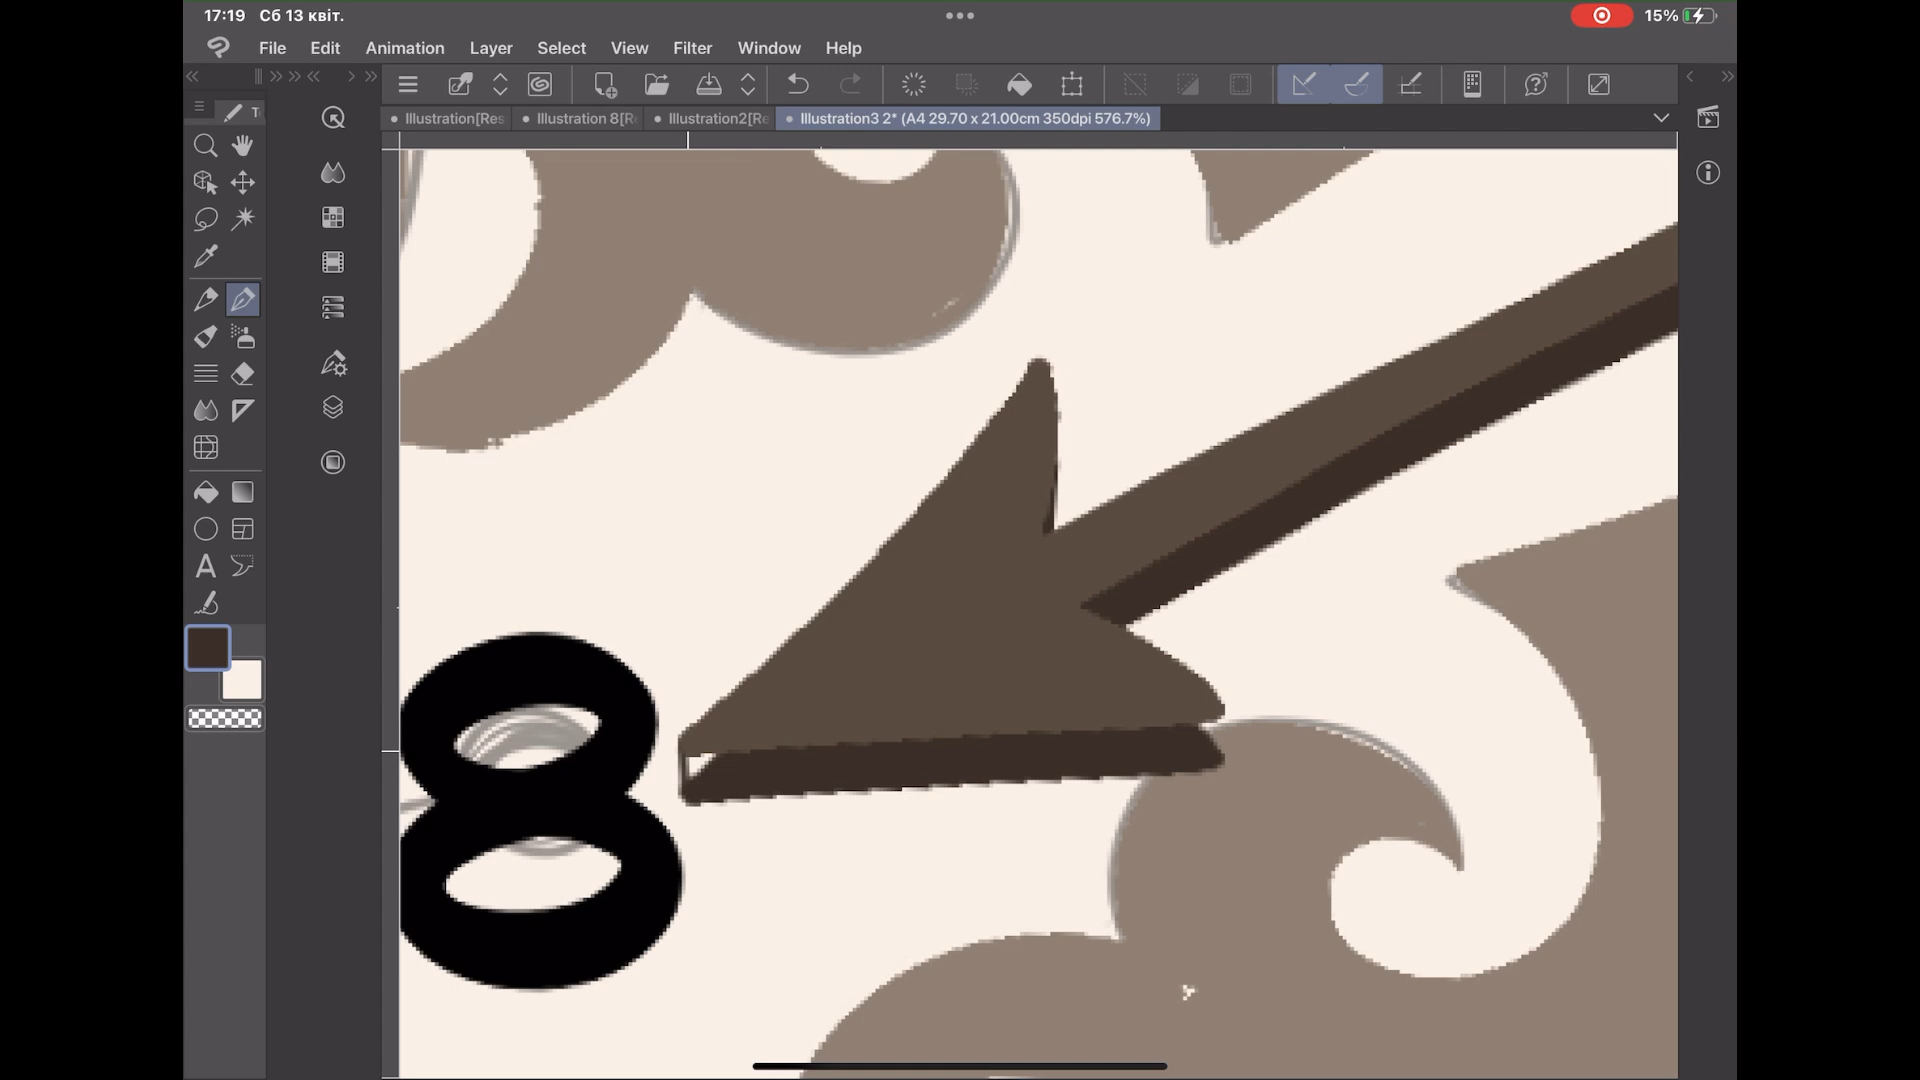 17:19 Сб 13 квіт.
15%
File Edit Animation Layer Select View Filter Window Help
Illustration[Res Illustration 8[R Illustration2[Re Illustration3 2* (A4 29.70 x 21.00cm 350dpi 576.7%)
8